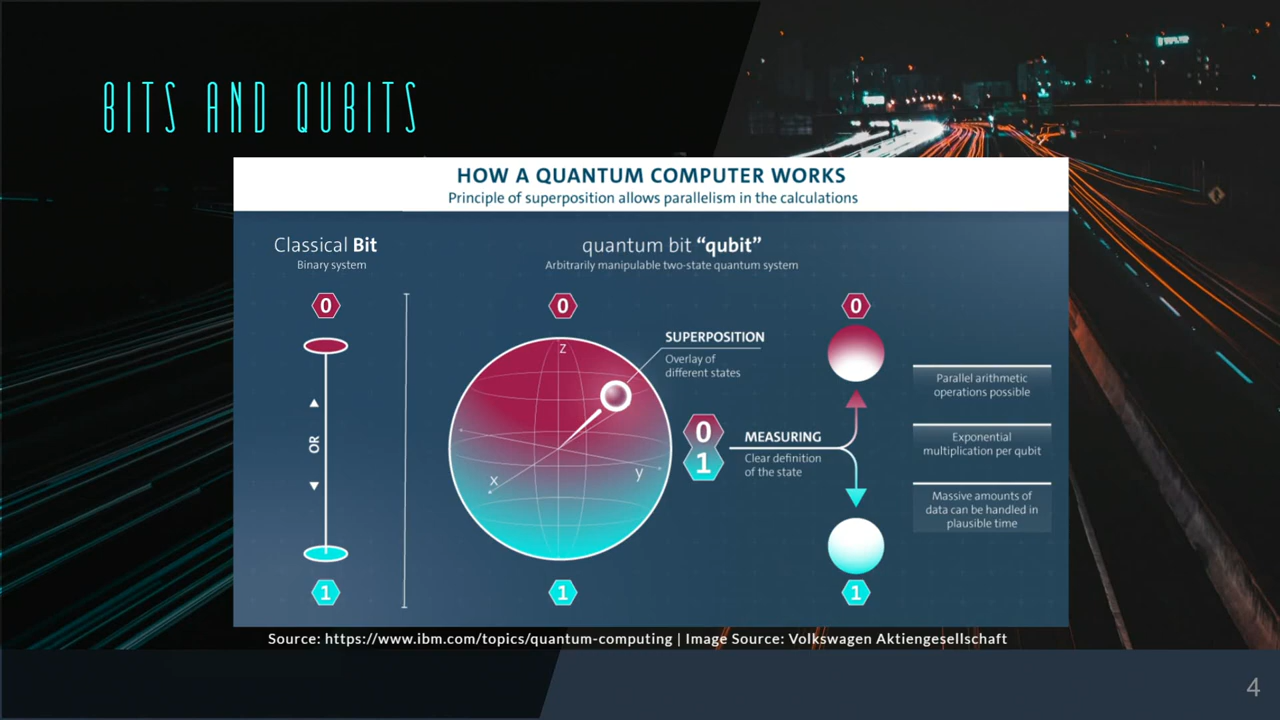 BITS AND QUBITS
HOW A QUANTUM COMPUTER WORKS
Principle of superposition allows parallelism in the calculations
Classical Bit
Binary system
0
OR
1
quantum bit “qubit”
Arbitrarily manipulable two-state quantum system
0
z
x
y
1
SUPERPOSITION
Overlay of
different states
0
1
MEASURING
Clear definition
of the state
0
1
Parallel arithmetic
operations possible
Exponential
multiplication per qubit
Massive amounts of
data can be handled in
plausible time
Source: https://www.ibm.com/topics/quantum-computing | Image Source: Volkswagen Aktiengesellschaft
4